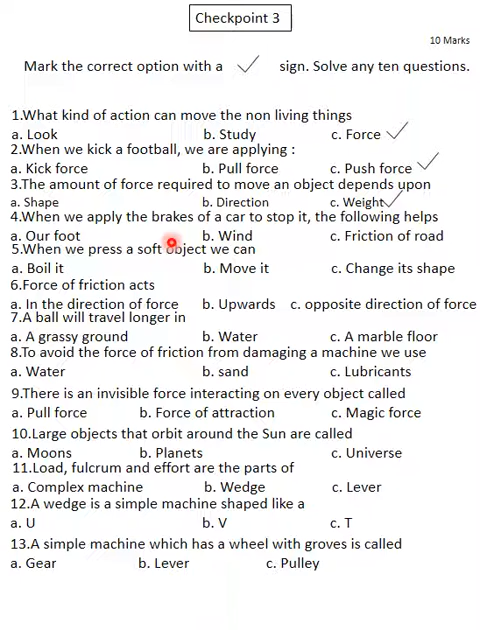 Checkpoint 3
10 Marks
Mark the correct option with a ✓ sign. Solve any ten questions.
1.What kind of action can move the non living things
a. Look b. Study c. Force ✓
2.When we kick a football, we are applying :
a. Kick force b. Pull force c. Push force ✓
3.The amount of force required to move an object depends upon
a. Shape b. Direction c. Weight ✓
4.When we apply the brakes of a car to stop it, the following helps
a. Our foot b. Wind c. Friction of road
5.When we press a soft object we can
a. Boil it b. Move it c. Change its shape
6.Force of friction acts
a. In the direction of force b. Upwards c. opposite direction of force
7.A ball will travel longer in
a. A grassy ground b. Water c. A marble floor
8.To avoid the force of friction from damaging a machine we use
a. Water b. sand c. Lubricants
9.There is an invisible force interacting on every object called
a. Pull force b. Force of attraction c. Magic force
10.Large objects that orbit around the Sun are called
a. Moons b. Planets c. Universe
11.Load, fulcrum and effort are the parts of
a. Complex machine b. Wedge c. Lever
12.A wedge is a simple machine shaped like a
a. U b. V c. T
13.A simple machine which has a wheel with groves is called
a. Gear b. Lever c. Pulley